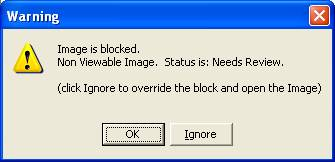 Warning
Image is blocked.
Non Viewable Image.  Status is: Needs Review.
(click Ignore to override the block and open the Image)
OK
Ignore